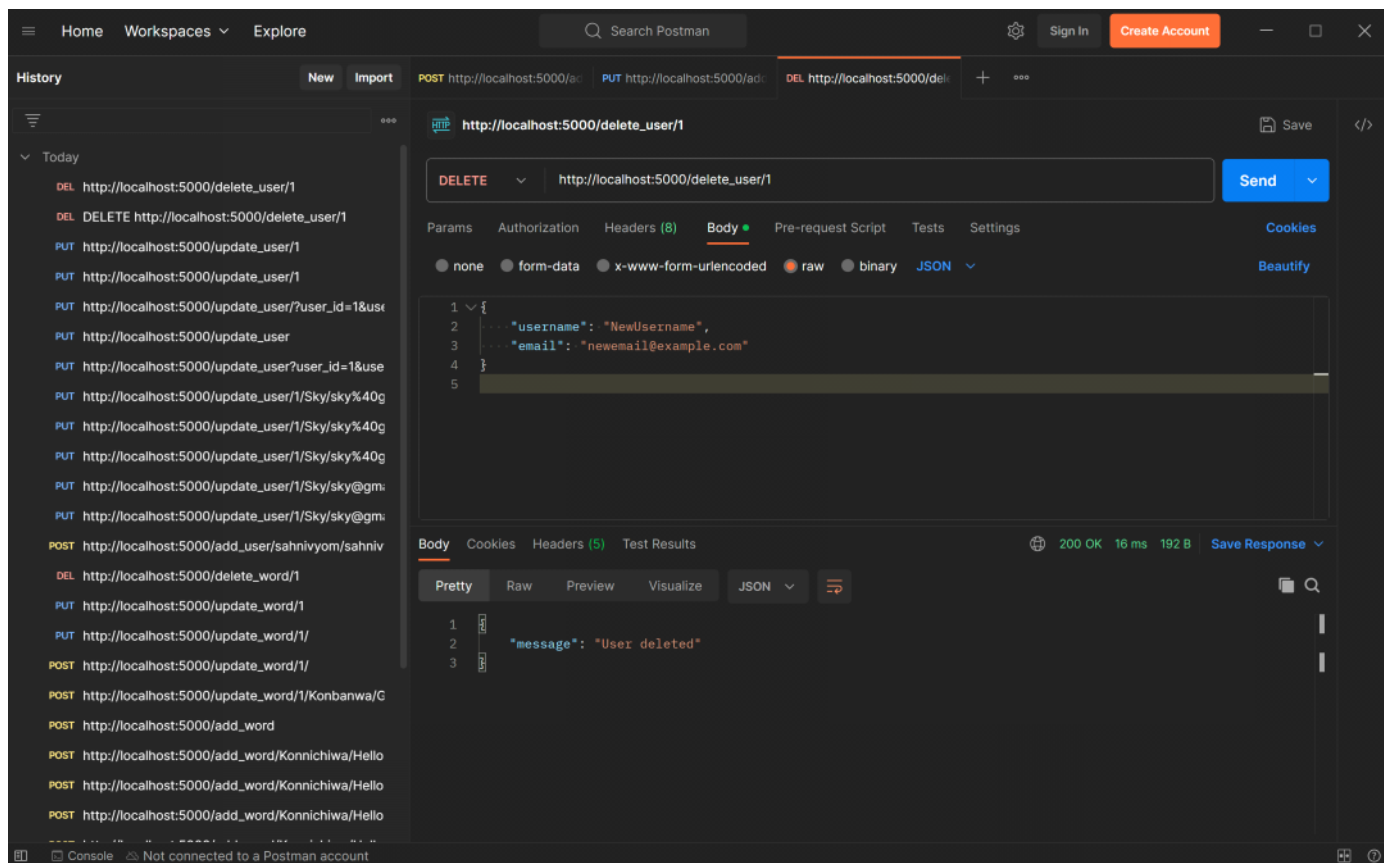 Home Workspaces Explore Search Postman Sign In Create Account
History New Import
Today
DEL http://localhost:5000/delete_user/1
DEL DELETE http://localhost:5000/delete_user/1
PUT http://localhost:5000/update_user/1
PUT http://localhost:5000/update_user/1
PUT http://localhost:5000/update_user/?user_id=1&use
PUT http://localhost:5000/update_user
PUT http://localhost:5000/update_user?user_id=1&use
PUT http://localhost:5000/update_user/1/Sky/sky%40g
PUT http://localhost:5000/update_user/1/Sky/sky%40g
PUT http://localhost:5000/update_user/1/Sky/sky%40g
PUT http://localhost:5000/update_user/1/Sky/sky@gm
PUT http://localhost:5000/update_user/1/Sky/sky@gm
POST http://localhost:5000/add_user/sahnivyom/sahniv
DEL http://localhost:5000/delete_word/1
PUT http://localhost:5000/update_word/1
PUT http://localhost:5000/update_word/1/
POST http://localhost:5000/update_word/1/
POST http://localhost:5000/update_word/1/Konbanwa/G
POST http://localhost:5000/add_word
POST http://localhost:5000/add_word/Konnichiwa/Hello
POST http://localhost:5000/add_word/Konnichiwa/Hello
POST http://localhost:5000/add_word/Konnichiwa/Hello
POST http://localhost:5000/ad PUT http://localhost:5000/add DEL http://localhost:5000/del
HTTP http://localhost:5000/delete_user/1 Save </>
DELETE http://localhost:5000/delete_user/1 Send
Params Authorization Headers (8) Body Pre-request Script Tests Settings Cookies
none form-data x-www-form-urlencoded raw binary JSON Beautify
1 {
2 "username": "NewUsername",
3 "email": "newemail@example.com"
4 }
5
Body Cookies Headers (5) Test Results 200 OK 16 ms 192 B Save Response
Pretty Raw Preview Visualize JSON
1 {
2 "message": "User deleted"
3 }
Console Not connected to a Postman account